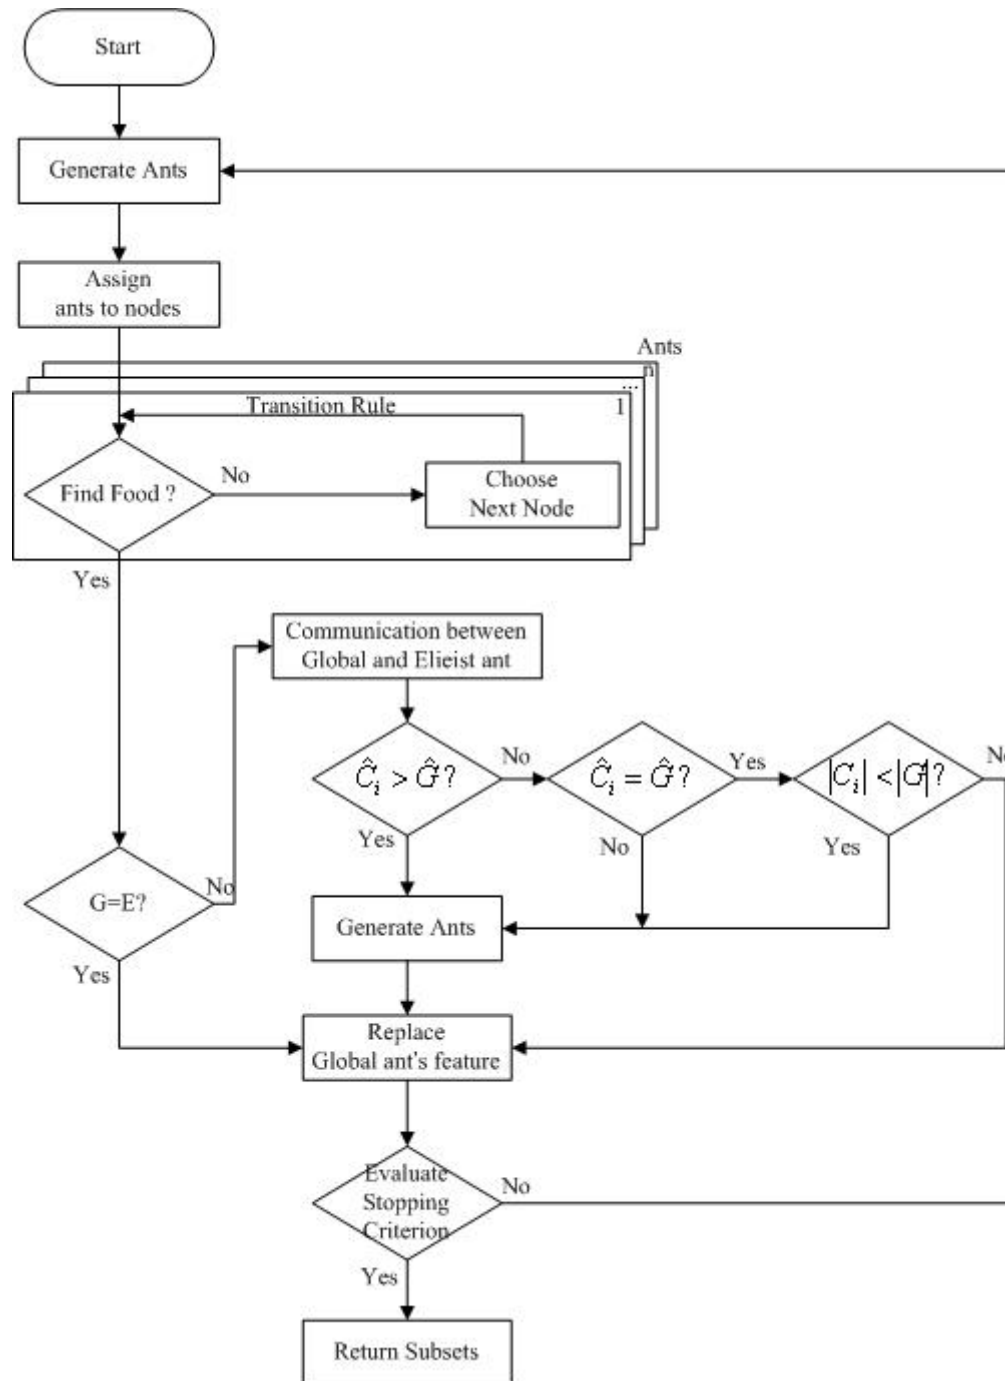 Start
Generate Ants
Assign
ants to nodes
Ants
n
...
1
Transition Rule
Find Food ?
No
Choose
Next Node
Yes
Communication between
Global and Elieist ant
Ĉᵢ > Ĝ ?
No
Ĉᵢ = Ĝ ?
Yes
|Cᵢ| < |G| ?
No
Yes
No
Yes
G=E?
No
Generate Ants
Yes
Replace
Global ant's feature
Evaluate
Stopping
Criterion
No
Yes
Return Subsets